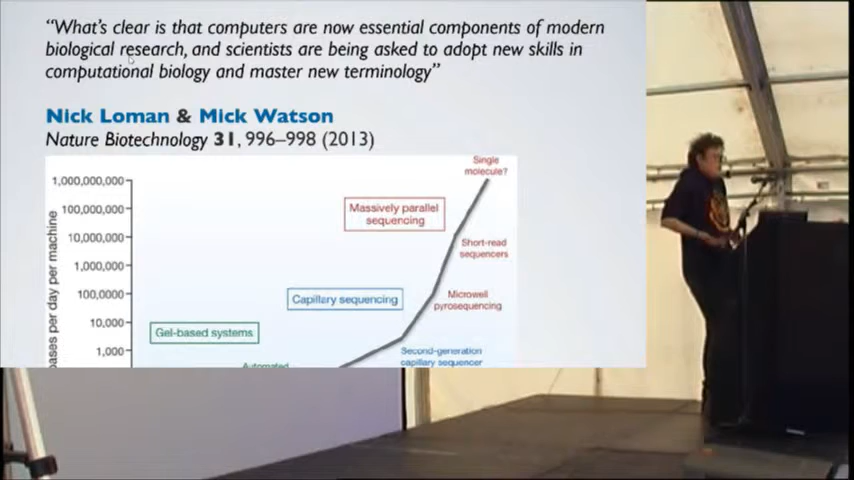 “What’s clear is that computers are now essential components of modern
biological research, and scientists are being asked to adopt new skills in
computational biology and master new terminology”
Nick Loman & Mick Watson
Nature Biotechnology 31, 996–998 (2013)
Single
molecule?
1,000,000,000
100,000,000
10,000,000
1,000,000
100,0000
10,000
1,000
bases per day per machine
Massively parallel
sequencing
Short-read
sequencers
Capillary sequencing
Microwell
pyrosequencing
Gel-based systems
Second-generation
capillary sequencer
Automated